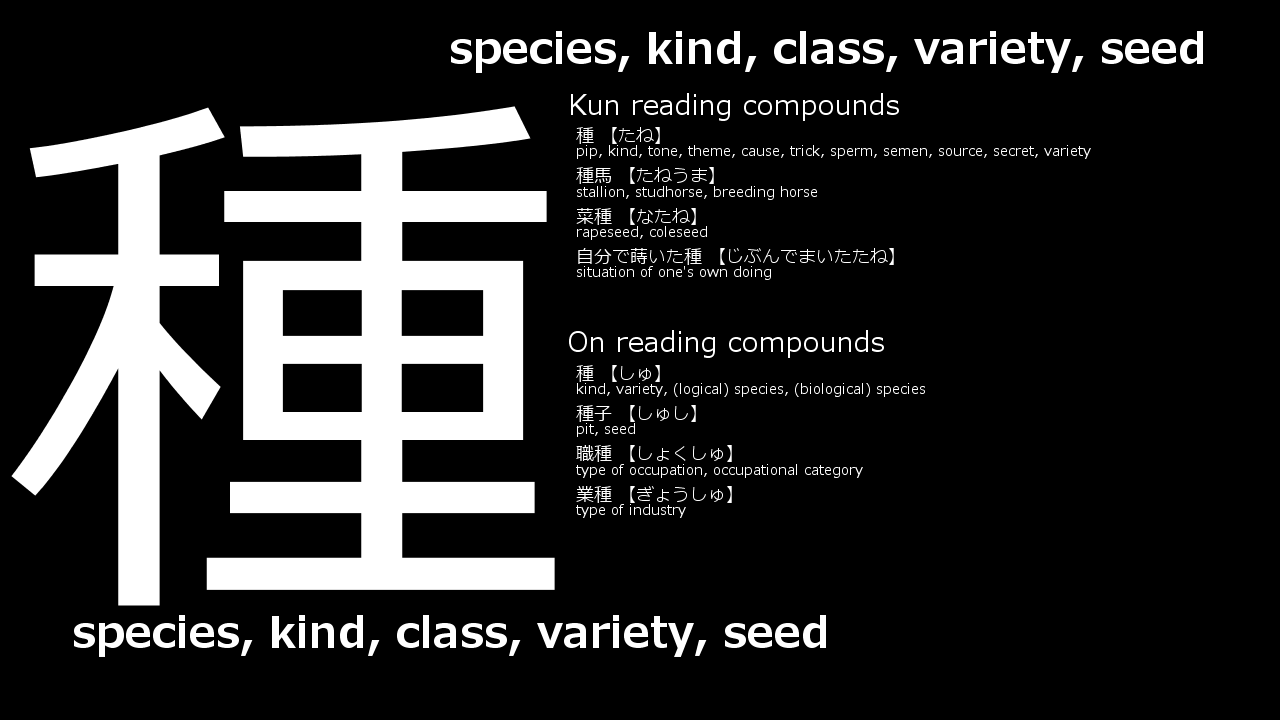 species, kind, class, variety, seed
種
Kun reading compounds
種 【たね】
pip, kind, tone, theme, cause, trick, sperm, semen, source, secret, variety
種馬 【たねうま】
stallion, studhorse, breeding horse
菜種 【なたね】
rapeseed, coleseed
自分で蒔いた種 【じぶんでまいたたね】
situation of one's own doing
On reading compounds
種 【しゅ】
kind, variety, (logical) species, (biological) species
種子 【しゅし】
pit, seed
職種 【しょくしゅ】
type of occupation, occupational category
業種 【ぎょうしゅ】
type of industry
species, kind, class, variety, seed